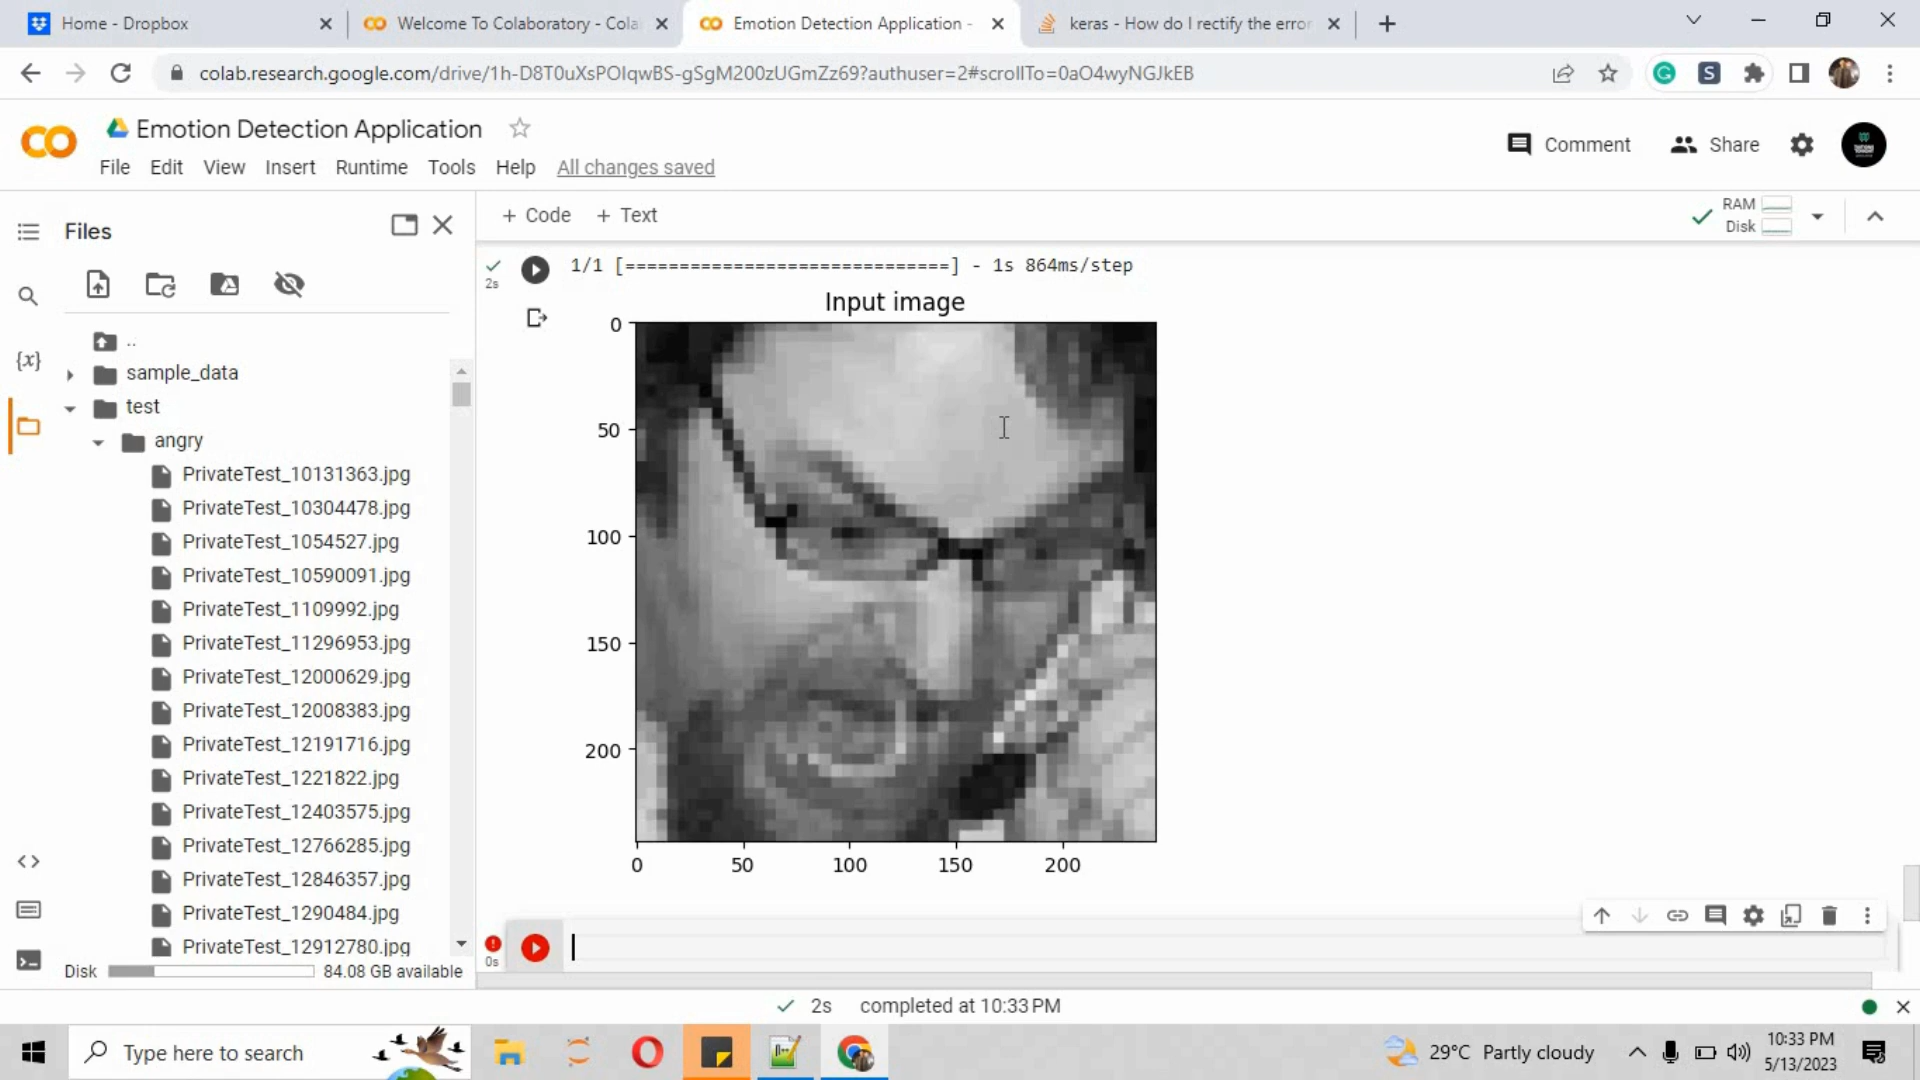 Home - Dropbox
Welcome To Colaboratory - Cola
Emotion Detection Application -
keras - How do I rectify the error
colab.research.google.com/drive/1h-D8T0uXsPOIqwBS-gSgM200zUGmZz69?authuser=2#scrollTo=0aO4wyNGJkEB
Emotion Detection Application
File Edit View Insert Runtime Tools Help All changes saved
Comment Share
Files
+ Code + Text
RAM
Disk
..
sample_data
test
angry
PrivateTest_10131363.jpg
PrivateTest_10304478.jpg
PrivateTest_1054527.jpg
PrivateTest_10590091.jpg
PrivateTest_1109992.jpg
PrivateTest_11296953.jpg
PrivateTest_12000629.jpg
PrivateTest_12008383.jpg
PrivateTest_12191716.jpg
PrivateTest_1221822.jpg
PrivateTest_12403575.jpg
PrivateTest_12766285.jpg
PrivateTest_12846357.jpg
PrivateTest_1290484.jpg
PrivateTest_12912780.jpg
Disk 84.08 GB available
2s
1/1 [==============================] - 1s 864ms/step
Input image
0
50
100
150
200
0 50 100 150 200
0s
2s completed at 10:33 PM
Type here to search
29°C Partly cloudy
10:33 PM
5/13/2023